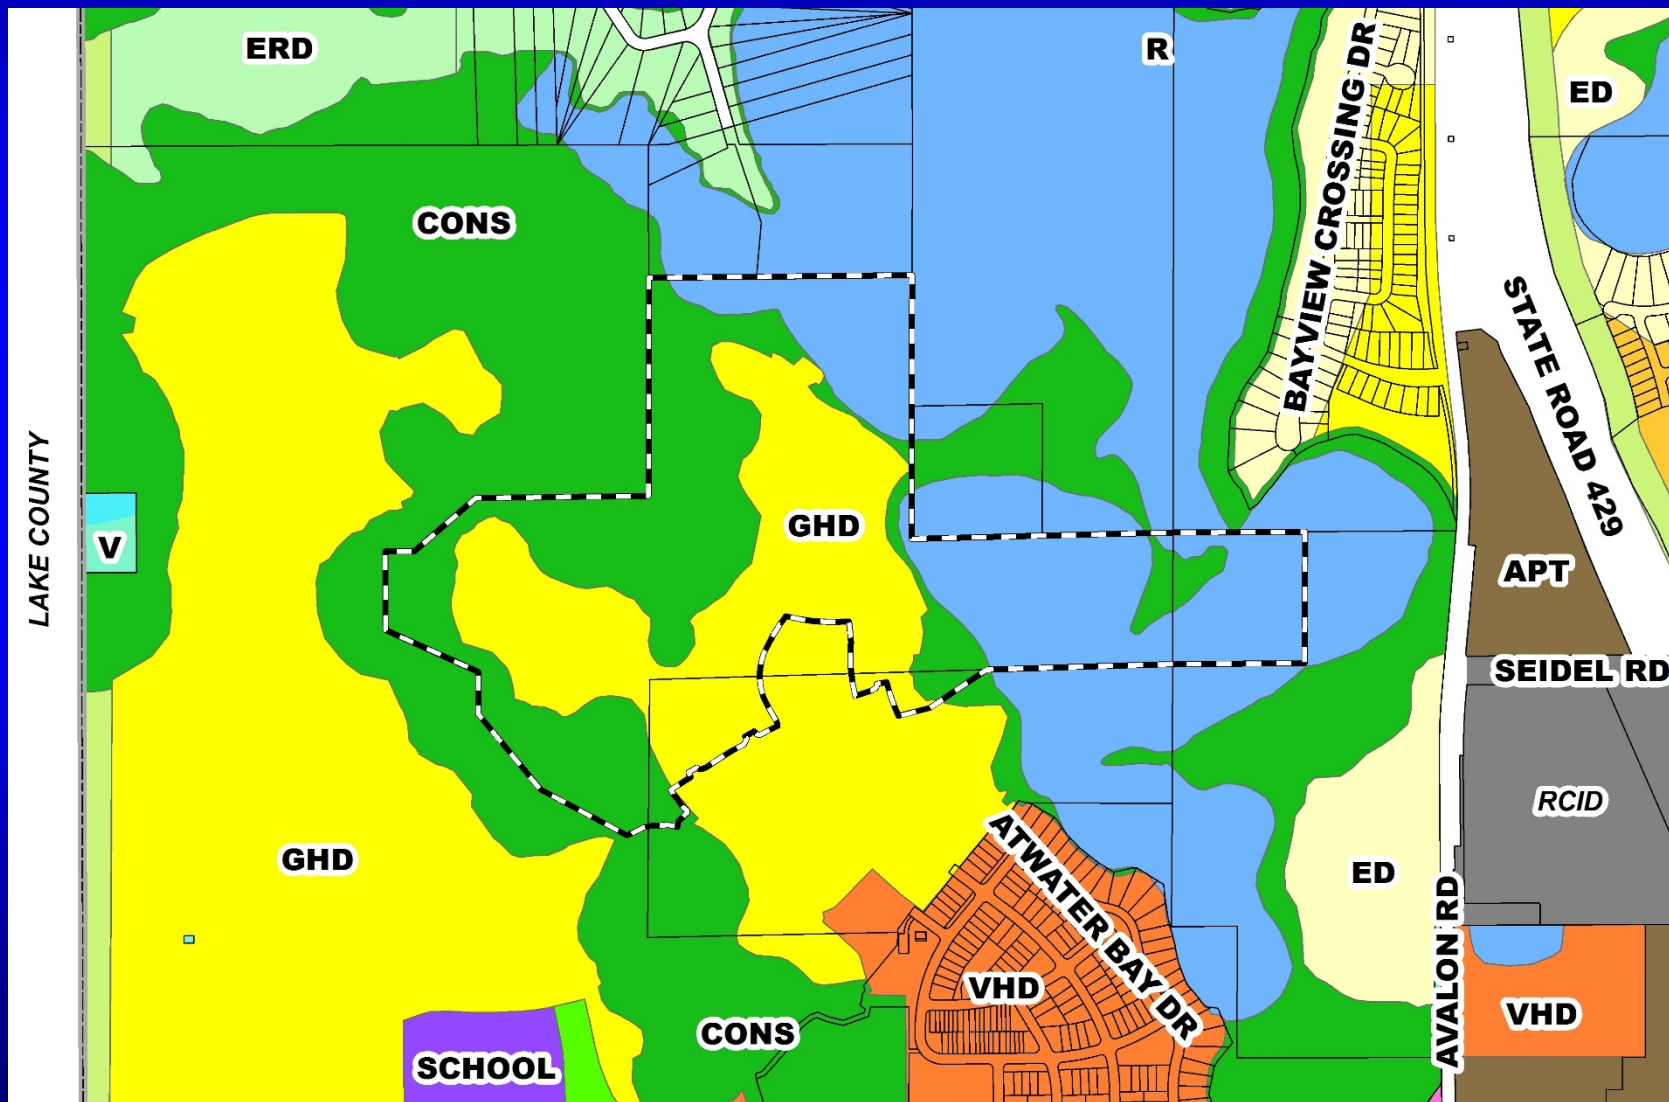 ERD
R
ED
BAYVIEW CROSSING DR
CONS
STATE ROAD 429
LAKE COUNTY
V
GHD
APT
SEIDEL RD
RCID
GHD
ATWATER BAY DR
ED
AVALON RD
VHD
VHD
CONS
SCHOOL